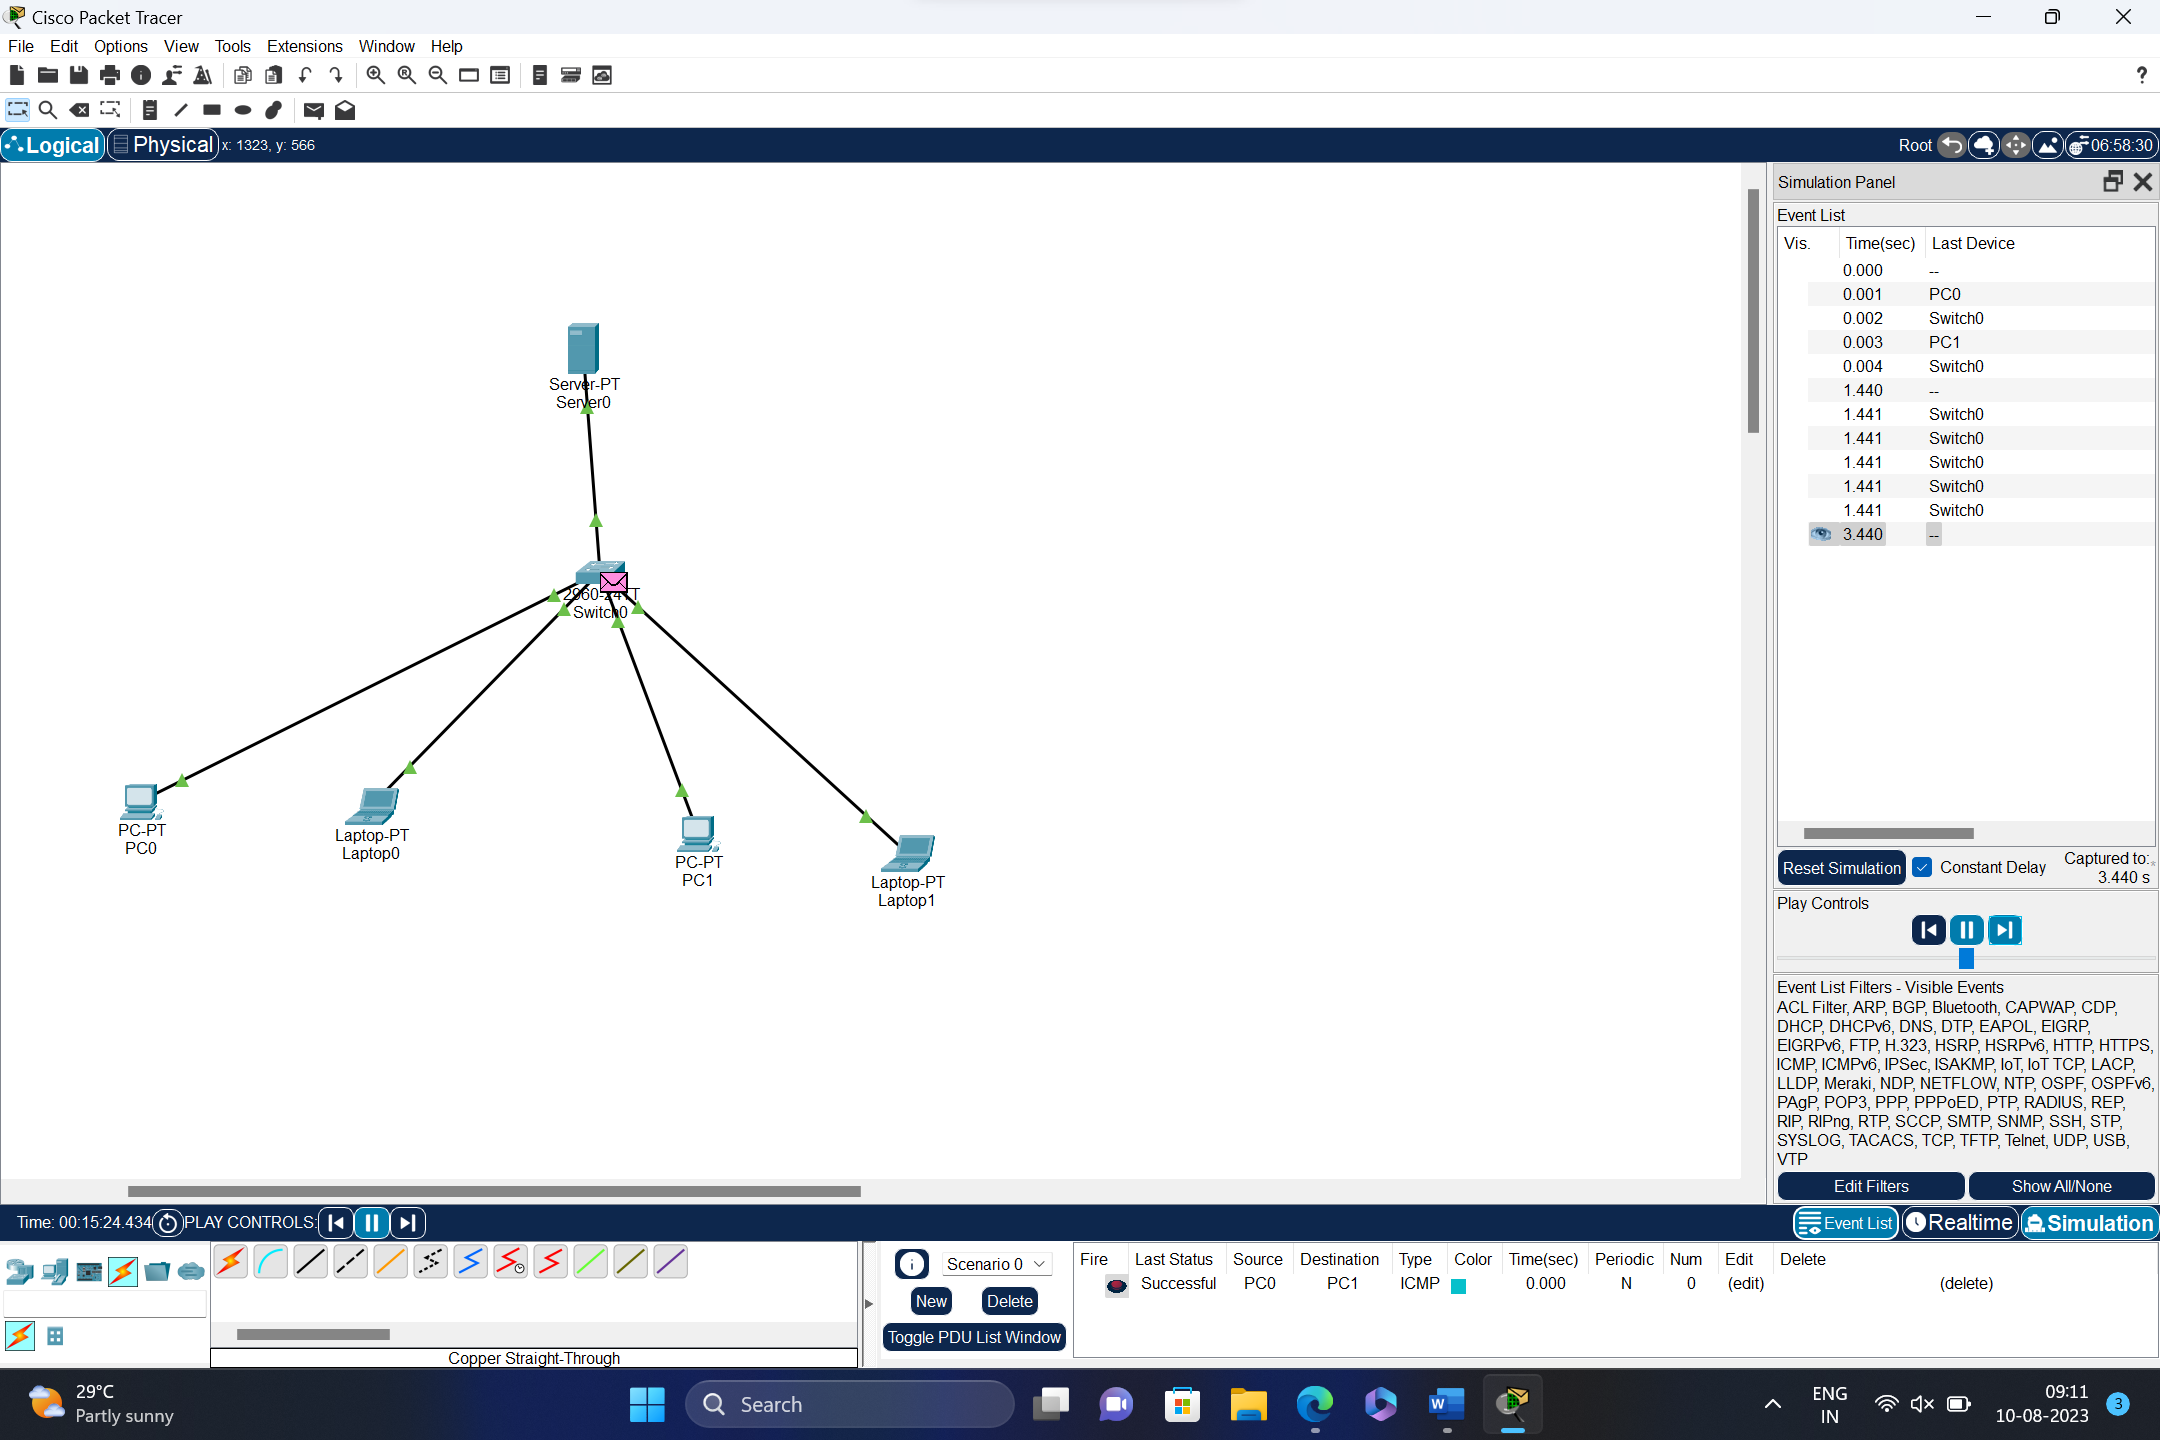 Cisco Packet Tracer
File Edit Options View Tools Extensions Window Help
?
Logical Physical x: 1323, y: 566 Root 06:58:30
Simulation Panel
Event List
Vis. Time(sec) Last Device
0.000 --
0.001 PC0
0.002 Switch0
0.003 PC1
0.004 Switch0
1.440 --
1.441 Switch0
1.441 Switch0
1.441 Switch0
1.441 Switch0
1.441 Switch0
3.440 --
Server-PT
Server0
2960-24TT
Switch0
PC-PT
PC0
Laptop-PT
Laptop0
PC-PT
PC1
Laptop-PT
Laptop1
Reset Simulation Constant Delay Captured to:*
3.440 s
Play Controls
Event List Filters - Visible Events
ACL Filter, ARP, BGP, Bluetooth, CAPWAP, CDP,
DHCP, DHCPv6, DNS, DTP, EAPOL, EIGRP,
EIGRPv6, FTP, H.323, HSRP, HSRPv6, HTTP, HTTPS,
ICMP, ICMPv6, IPSec, ISAKMP, IoT, IoT TCP, LACP,
LLDP, Meraki, NDP, NETFLOW, NTP, OSPF, OSPFv6,
PAgP, POP3, PPP, PPPoED, PTP, RADIUS, REP,
RIP, RIPng, RTP, SCCP, SMTP, SNMP, SSH, STP,
SYSLOG, TACACS, TCP, TFTP, Telnet, UDP, USB,
VTP
Edit Filters Show All/None
Time: 00:15:24.434 PLAY CONTROLS: Event List Realtime Simulation
Scenario 0
New Delete
Toggle PDU List Window
Fire Last Status Source Destination Type Color Time(sec) Periodic Num Edit Delete
Successful PC0 PC1 ICMP 0.000 N 0 (edit) (delete)
Copper Straight-Through
29°C
Partly sunny
Search
ENG
IN
09:11
10-08-2023
3